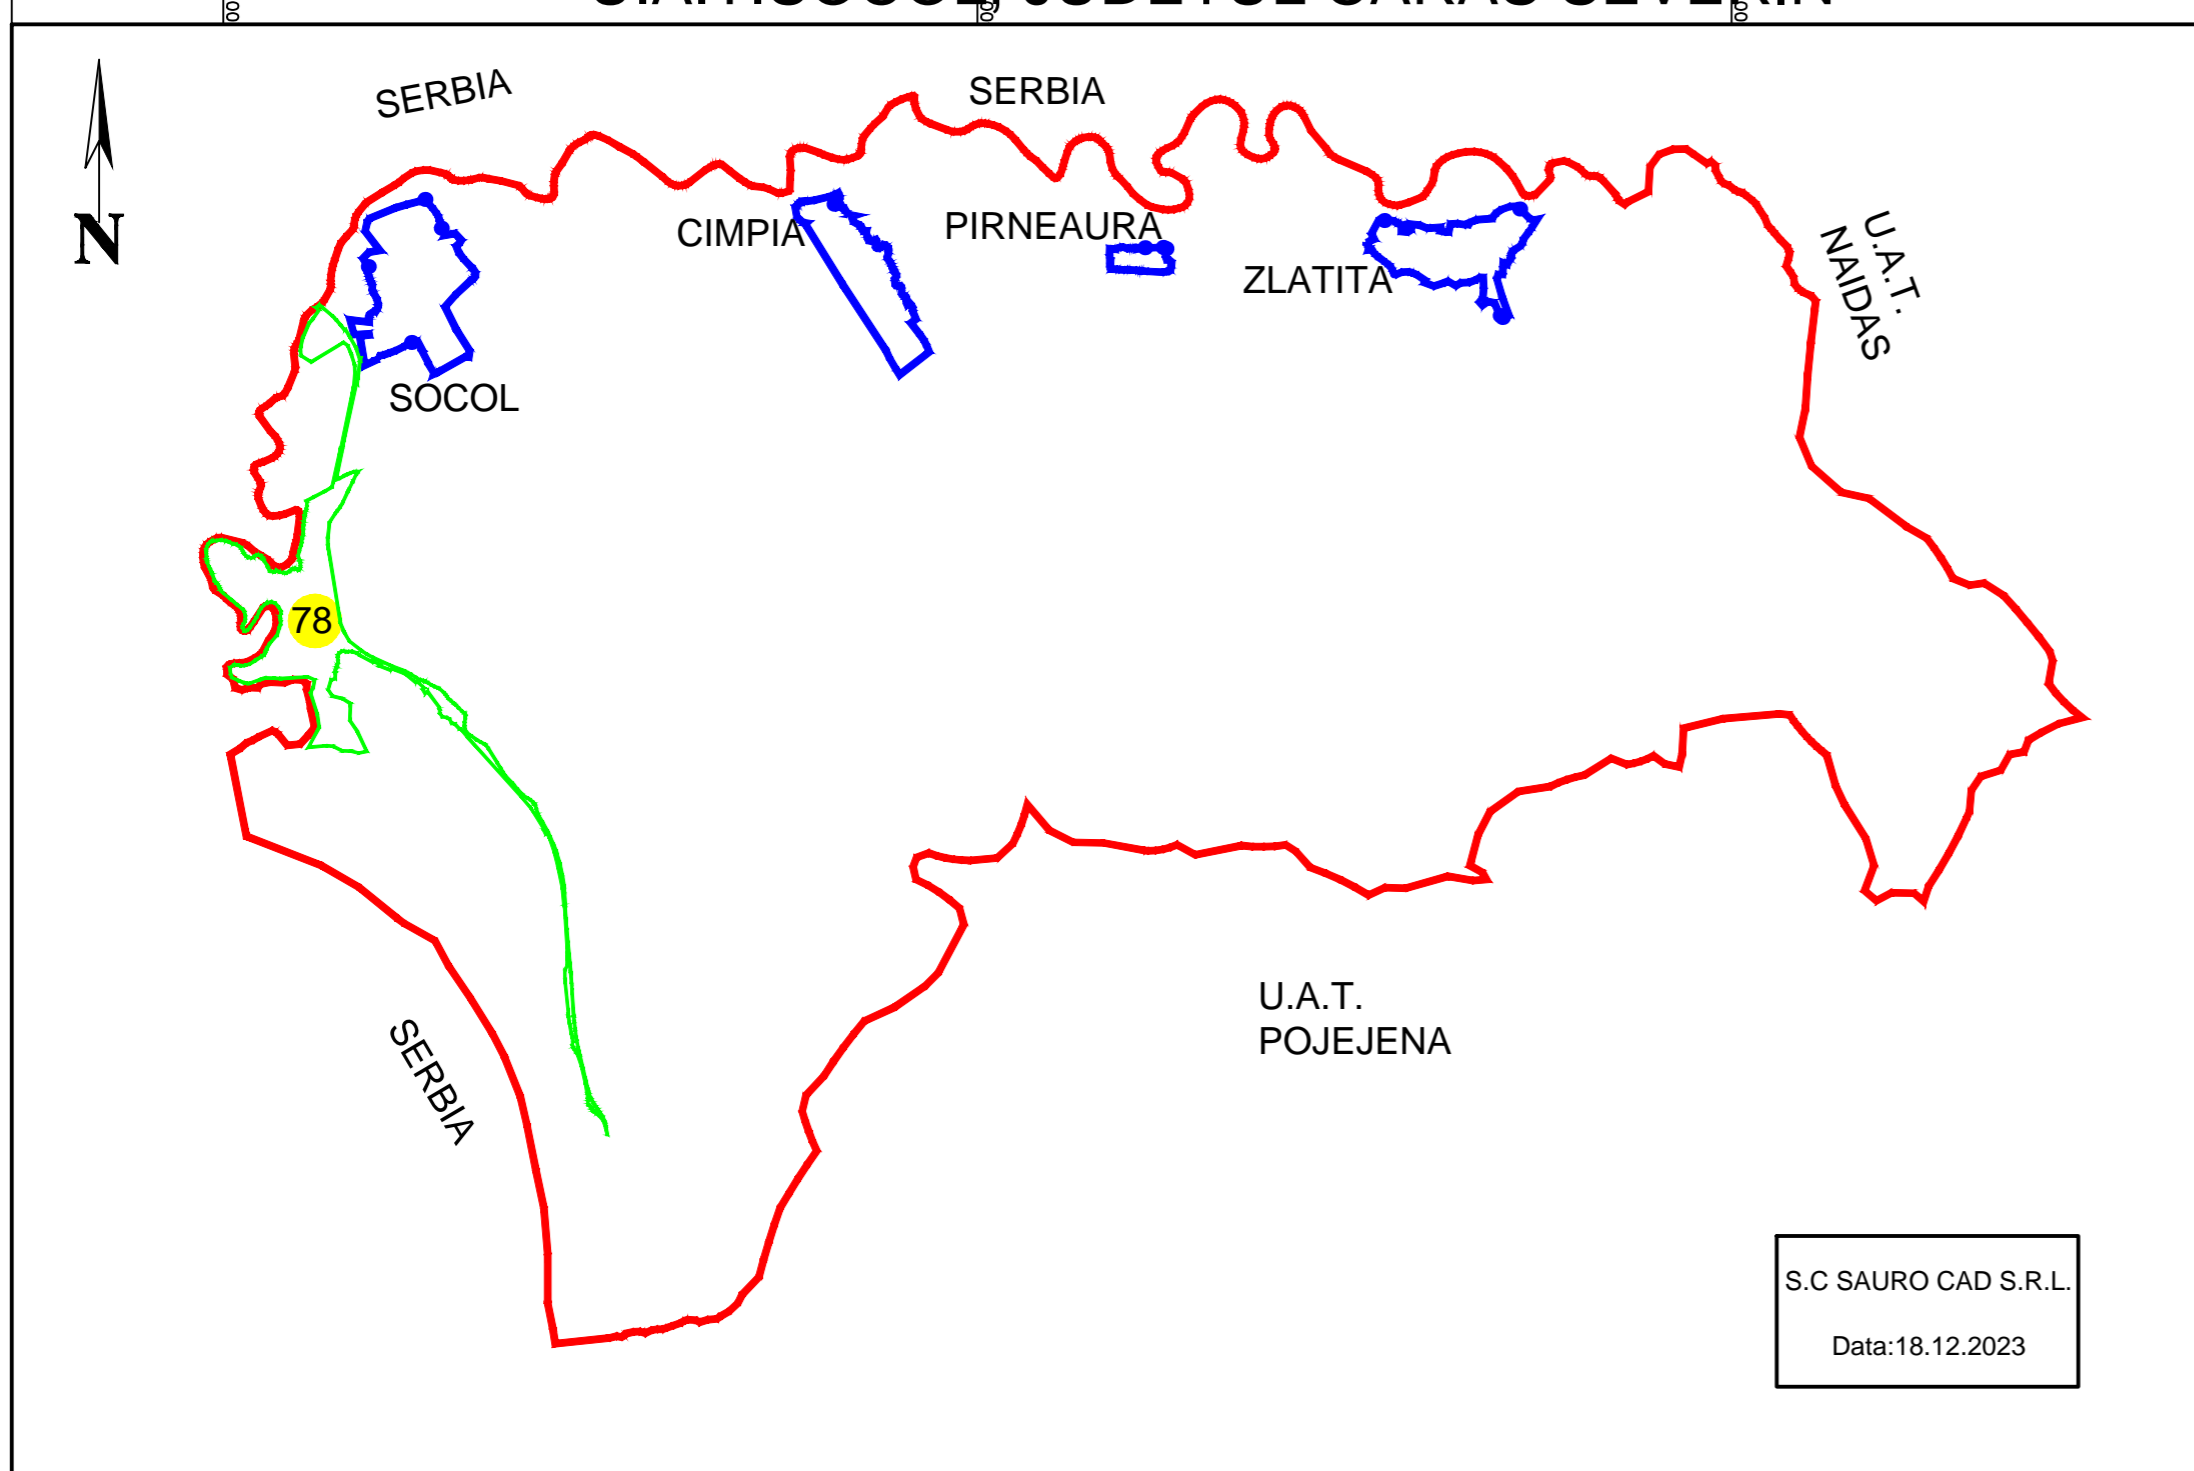 SERBIA
SERBIA
N
CIMPIA
PIRNEAURA
U.A.T.
NAIDAS
ZLATITA
SOCOL
78
U.A.T.
POJEJENA
SERBIA
S.C SAURO CAD S.R.L.
Data:18.12.2023